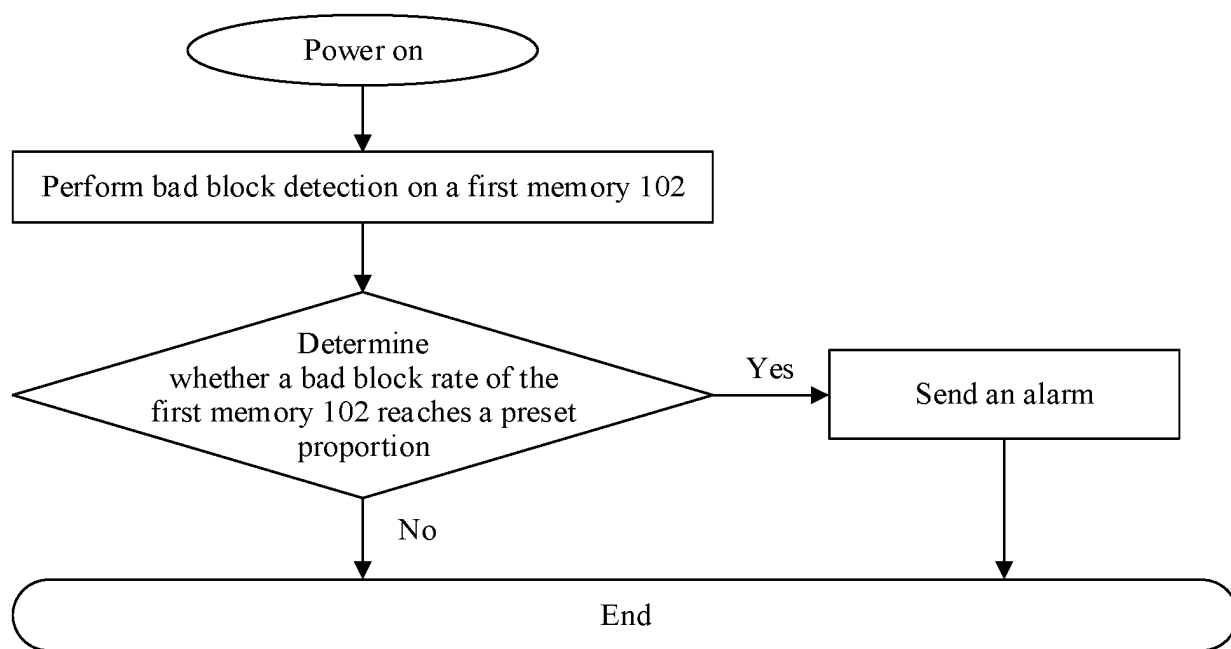 Power on
Perform bad block detection on a first memory 102
Determine
whether a bad block rate of the
first memory 102 reaches a preset
proportion
Yes
Send an alarm
No
End